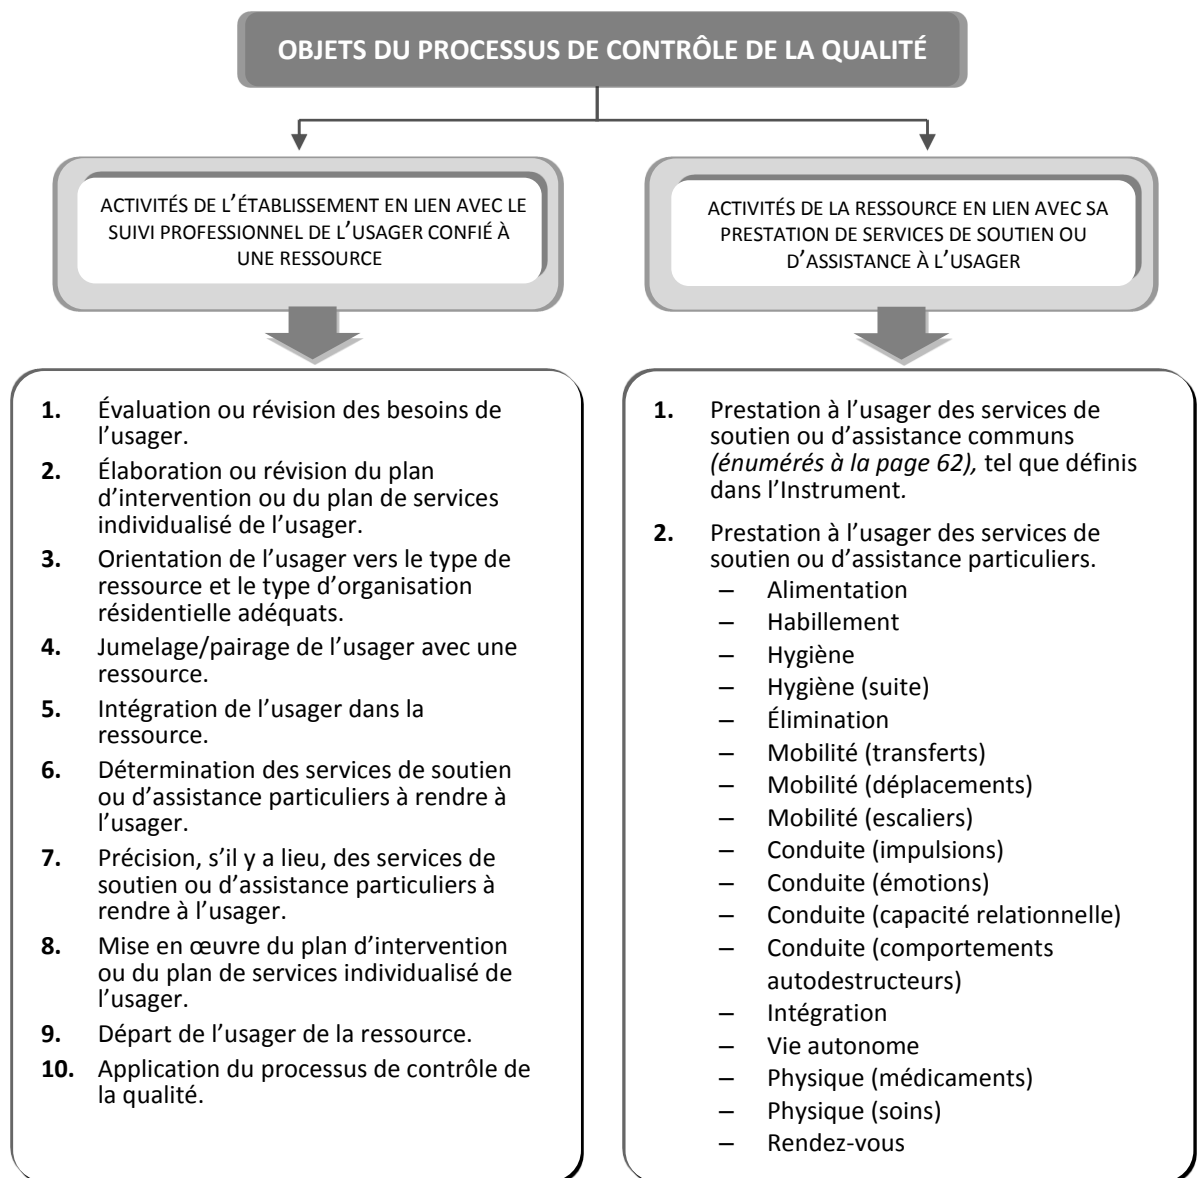 OBJETS DU PROCESSUS DE CONTRÔLE DE LA QUALITÉ
ACTIVITÉS DE L’ÉTABLISSEMENT EN LIEN AVEC LE
SUIVI PROFESSIONNEL DE L’USAGER CONFIÉ À
UNE RESSOURCE
ACTIVITÉS DE LA RESSOURCE EN LIEN AVEC SA
PRESTATION DE SERVICES DE SOUTIEN OU
D’ASSISTANCE À L’USAGER
1. Évaluation ou révision des besoins de
l’usager.
2. Élaboration ou révision du plan
d’intervention ou du plan de services
individualisé de l’usager.
3. Orientation de l’usager vers le type de
ressource et le type d’organisation
résidentielle adéquats.
4. Jumelage/pairage de l’usager avec une
ressource.
5. Intégration de l’usager dans la
ressource.
6. Détermination des services de soutien
ou d’assistance particuliers à rendre à
l’usager.
7. Précision, s’il y a lieu, des services de
soutien ou d’assistance particuliers à
rendre à l’usager.
8. Mise en œuvre du plan d’intervention
ou du plan de services individualisé de
l’usager.
9. Départ de l’usager de la ressource.
10. Application du processus de contrôle de
la qualité.
1. Prestation à l’usager des services de
soutien ou d’assistance communs
(énumérés à la page 62), tel que définis
dans l’Instrument.
2. Prestation à l’usager des services de
soutien ou d’assistance particuliers.
– Alimentation
– Habillement
– Hygiène
– Hygiène (suite)
– Élimination
– Mobilité (transferts)
– Mobilité (déplacements)
– Mobilité (escaliers)
– Conduite (impulsions)
– Conduite (émotions)
– Conduite (capacité relationnelle)
– Conduite (comportements
autodestructeurs)
– Intégration
– Vie autonome
– Physique (médicaments)
– Physique (soins)
– Rendez-vous